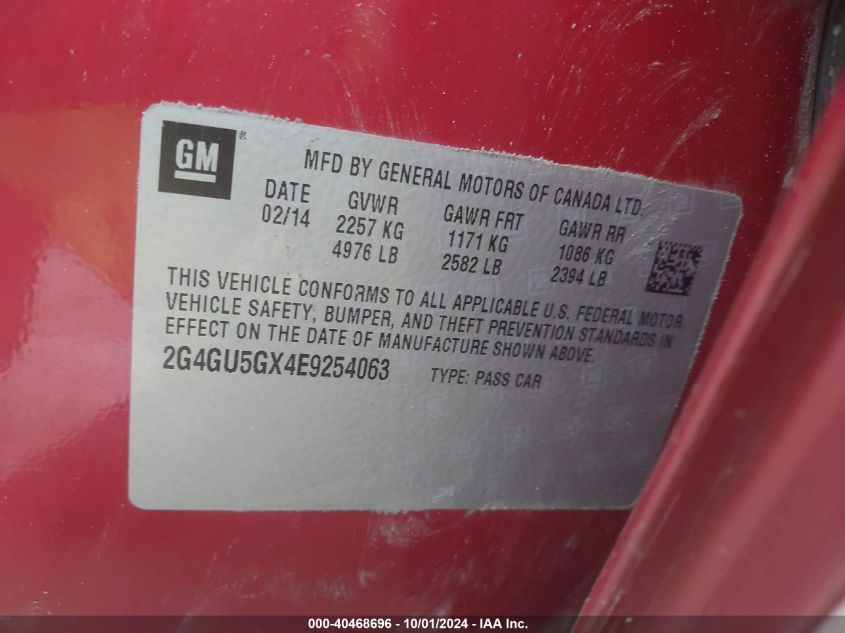 GM ®
MFD BY GENERAL MOTORS OF CANADA LTD.
DATE GVWR GAWR FRT GAWR RR
02/14 2257 KG 1171 KG 1086 KG
4976 LB 2582 LB 2394 LB
THIS VEHICLE CONFORMS TO ALL APPLICABLE U.S. FEDERAL MOTOR
VEHICLE SAFETY, BUMPER, AND THEFT PREVENTION STANDARDS IN
EFFECT ON THE DATE OF MANUFACTURE SHOWN ABOVE.
2G4GU5GX4E9254063 TYPE: PASS CAR
000-40468696 - 10/01/2024 - IAA Inc.